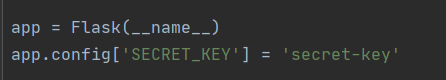 app = Flask(__name__)
app.config['SECRET_KEY'] = 'secret-key'